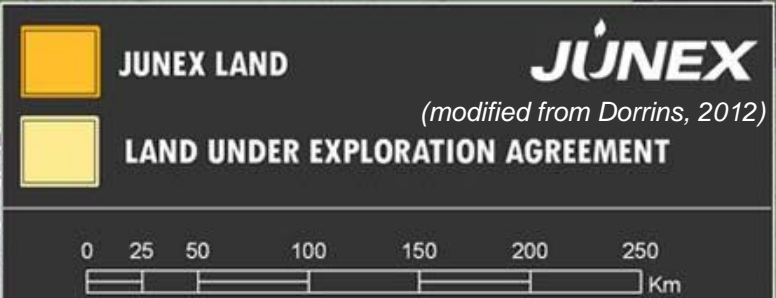 JUNEX LAND
JUNEX
(modified from Dorrins, 2012)
LAND UNDER EXPLORATION AGREEMENT
0 25 50 100 150 200 250
Km